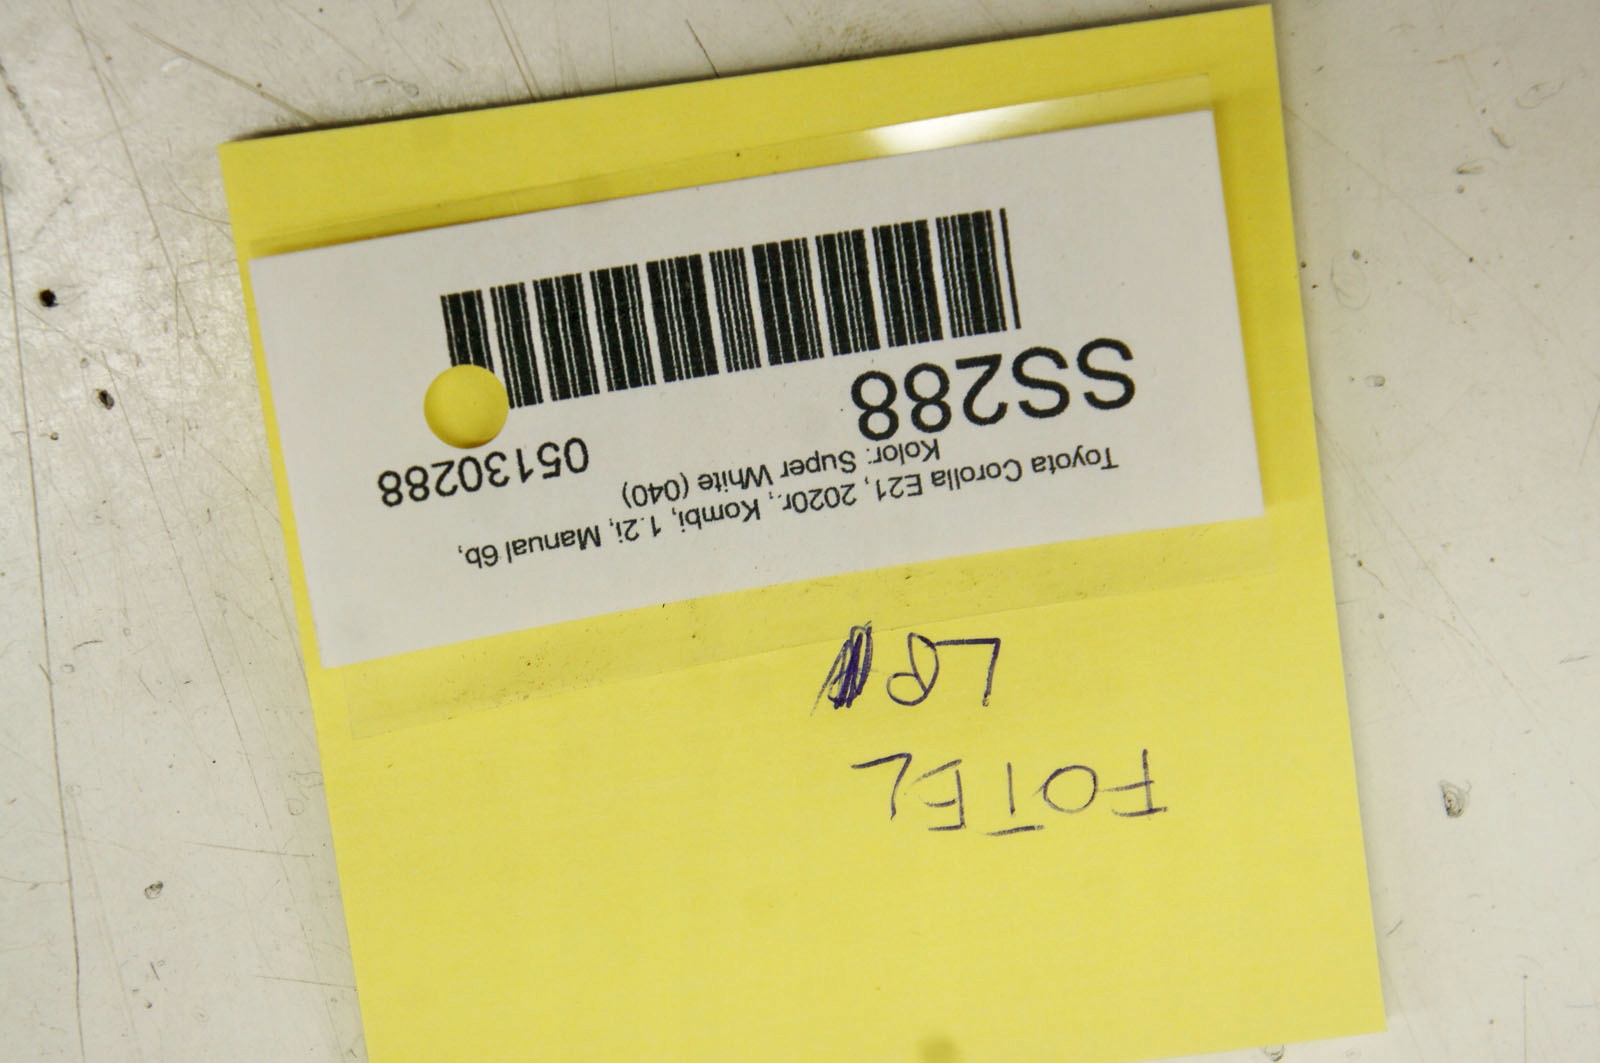 FOTEL
LP
Toyota Corolla E21, 2020r., Kombi, 1.2i, Manual 6b,
Kolor: Super White (040)
SS288 05130288